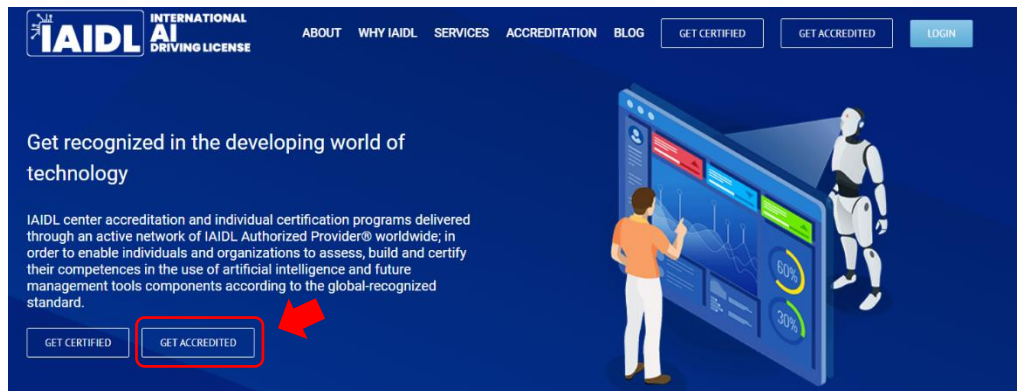 IAIDL
INTERNATIONAL
AI
DRIVING LICENSE
ABOUT WHY IAIDL SERVICES ACCREDITATION BLOG GET CERTIFIED GET ACCREDITED LOGIN
Get recognized in the developing world of
technology
IAIDL center accreditation and individual certification programs delivered
through an active network of IAIDL Authorized Provider® worldwide; in
order to enable individuals and organizations to assess, build and certify
their competences in the use of artificial intelligence and future
management tools components according to the global-recognized
standard.
GET CERTIFIED GET ACCREDITED
60%
30%